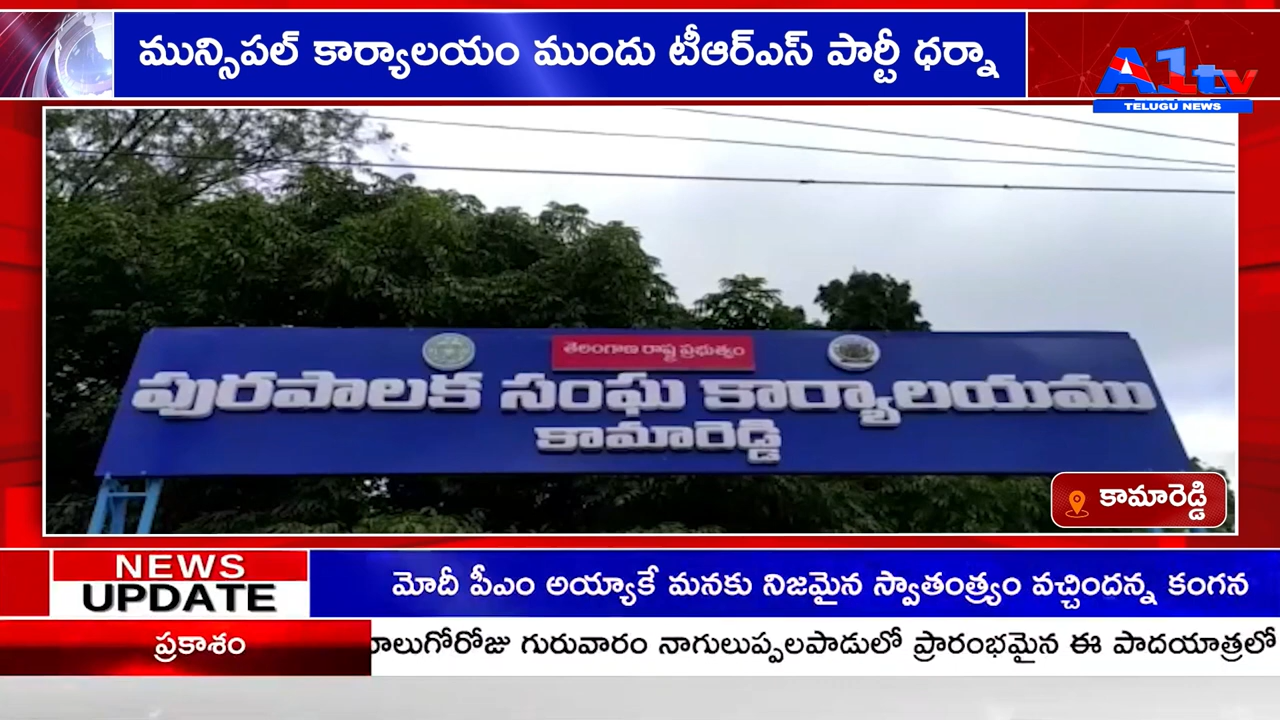 మున్సిపల్ కార్యాలయం ముందు టీఆర్ఎస్ పార్టీ ధర్నా
A1tv
TELUGU NEWS
తెలంగాణ రాష్ట్ర ప్రభుత్వం
పురపాలక సంఘ కార్యాలయము
కామారెడ్డి
కామారెడ్డి
NEWS
UPDATE
మోదీ పీఎం అయ్యాకే మనకు నిజమైన స్వాతంత్ర్యం వచ్చిందన్న కంగన
ప్రకాశం
గురువారం నాగులుప్పలపాడులో ప్రారంభమైన ఈ పాదయాత్రలో